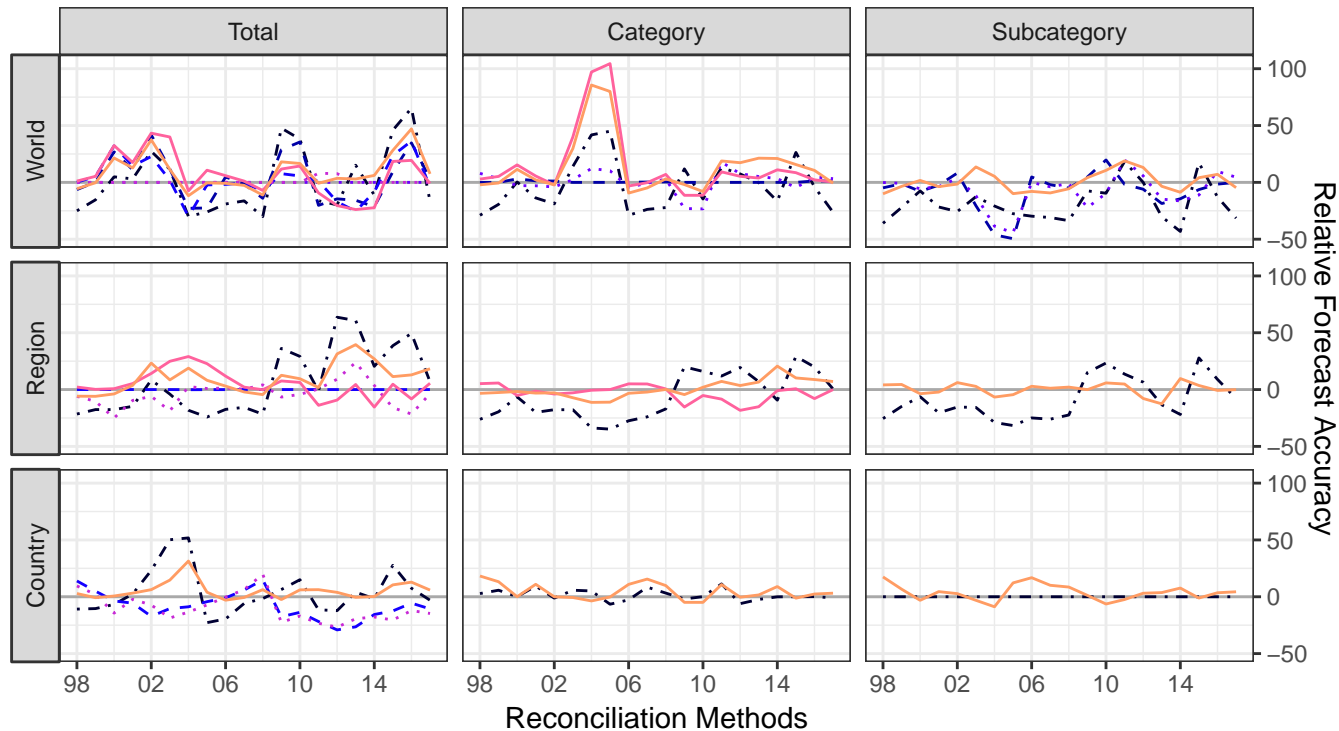 Total
Category
Subcategory
World
100
50
0
−50
Region
100
50
0
−50
Country
100
50
0
−50
98 02 06 10 14
98 02 06 10 14
98 02 06 10 14
Reconciliation Methods
Relative Forecast Accuracy